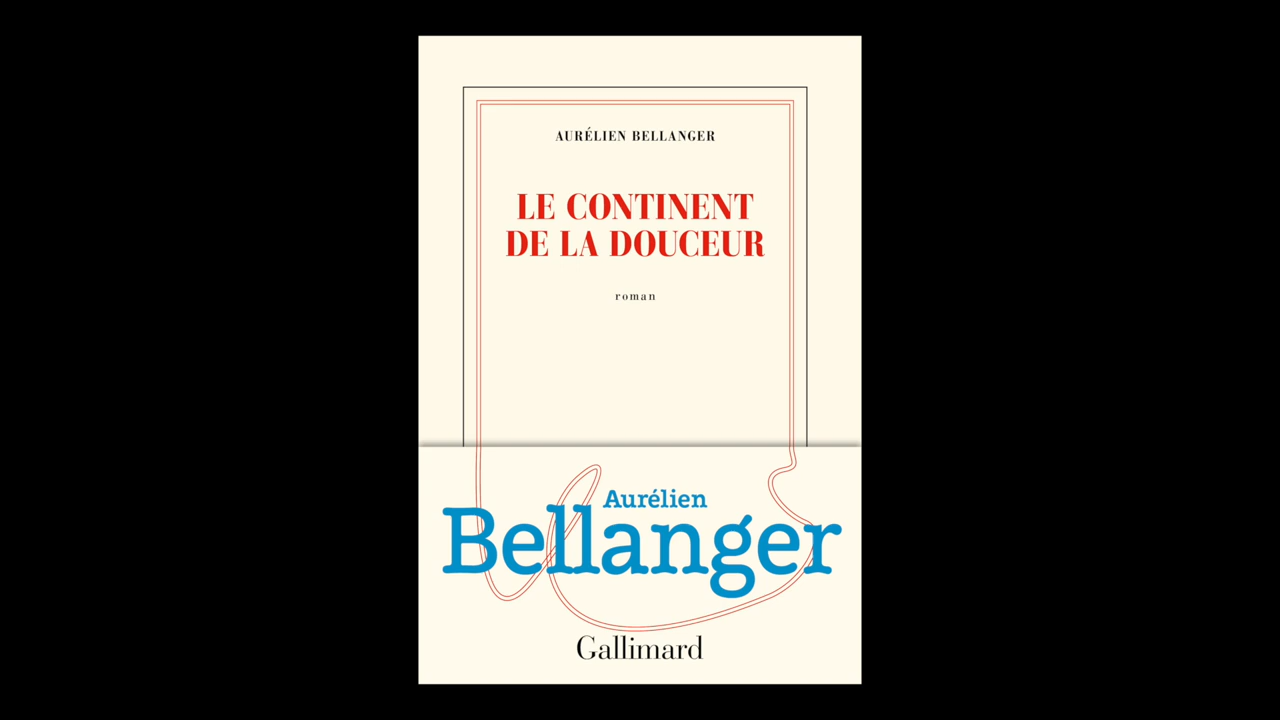 AURÉLIEN BELLANGER
LE CONTINENT
DE LA DOUCEUR
roman
Aurélien
Bellanger
Gallimard